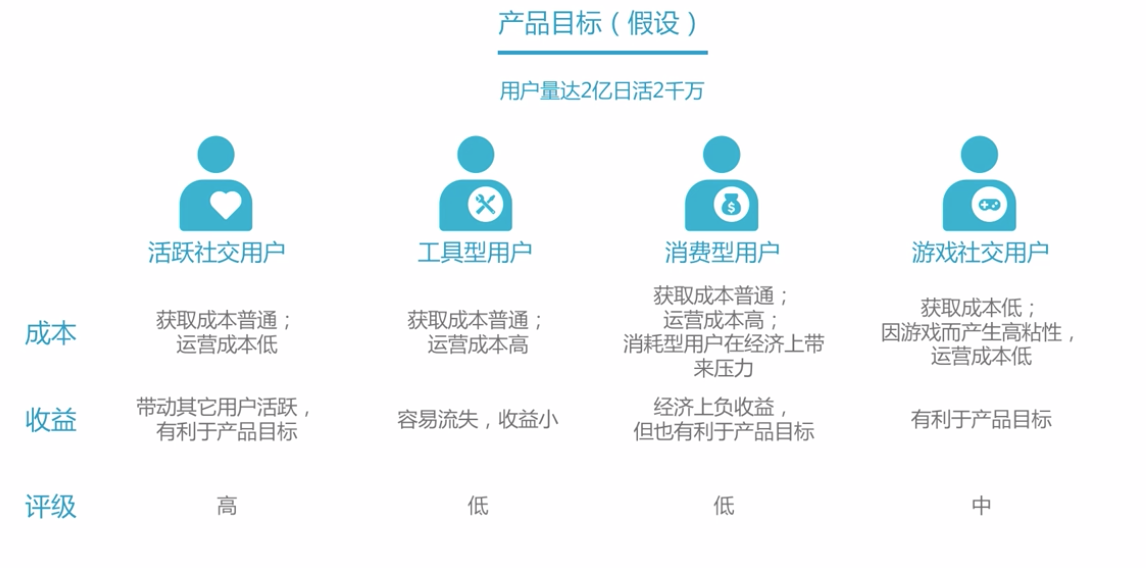 产品目标（假设）
用户量达2亿日活2千万
活跃社交用户
工具型用户
消费型用户
游戏社交用户
成本
获取成本普通；
运营成本低
获取成本普通；
运营成本高
获取成本普通；
运营成本高；
消耗型用户在经济上带
来压力
获取成本低；
因游戏而产生高粘性，
运营成本低
收益
带动其它用户活跃，
有利于产品目标
容易流失，收益小
经济上负收益，
但也有利于产品目标
有利于产品目标
评级
高
低
低
中